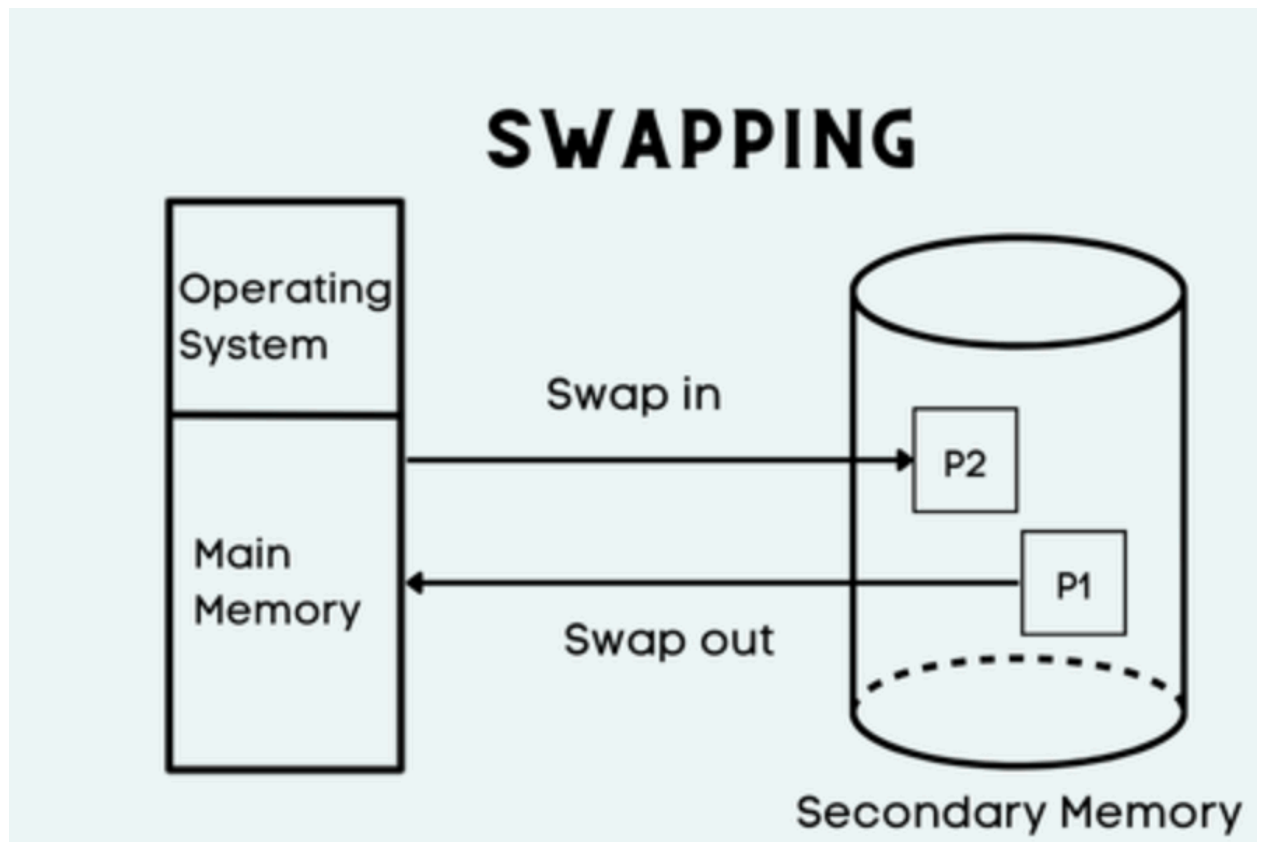 SWAPPING
Operating
System
Swap in
P2
Main
Memory
P1
Swap out
Secondary Memory